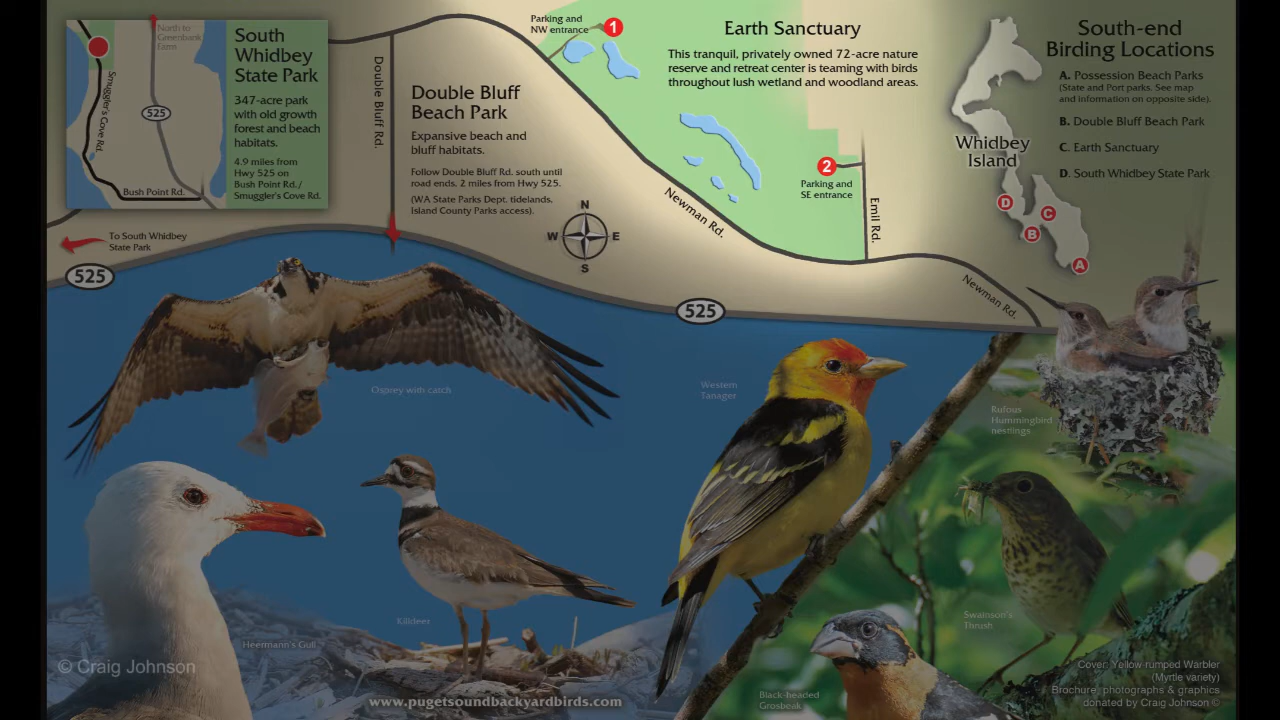 North to
Greenbank
Farm
South
Whidbey
State Park
347-acre park
with old growth
forest and beach
habitats.
4.9 miles from
Hwy 525 on
Bush Point Rd./
Smuggler's Cove Rd.
Smuggler's Cove Rd.
525
Bush Point Rd.
To South Whidbey
State Park
525
Double Bluff Rd.
Double Bluff
Beach Park
Expansive beach and
bluff habitats.
Follow Double Bluff Rd. south until
road ends. 2 miles from Hwy 525.
(WA State Parks Dept. tidelands.
Island County Parks access).
N
W E
S
Parking and
NW entrance
1
Earth Sanctuary
This tranquil, privately owned 72-acre nature
reserve and retreat center is teeming with birds
throughout lush wetland and woodland areas.
2
Parking and
SE entrance
Newman Rd.
Emil Rd.
Newman Rd.
525
Whidbey
Island
D
C
B
A
South-end
Birding Locations
A. Possession Beach Parks
(State and Port parks. See map
and information on opposite side).
B. Double Bluff Beach Park
C. Earth Sanctuary
D. South Whidbey State Park
Osprey with catch
Western
Tanager
Rufous
Hummingbird
nestlings
Killdeer
Heermann's Gull
Swainson's
Thrush
Black-headed
Grosbeak
© Craig Johnson
www.pugetsoundbackyardbirds.com
Cover: Yellow-rumped Warbler
(Myrtle variety)
Brochure: photographs & graphics
donated by Craig Johnson ©